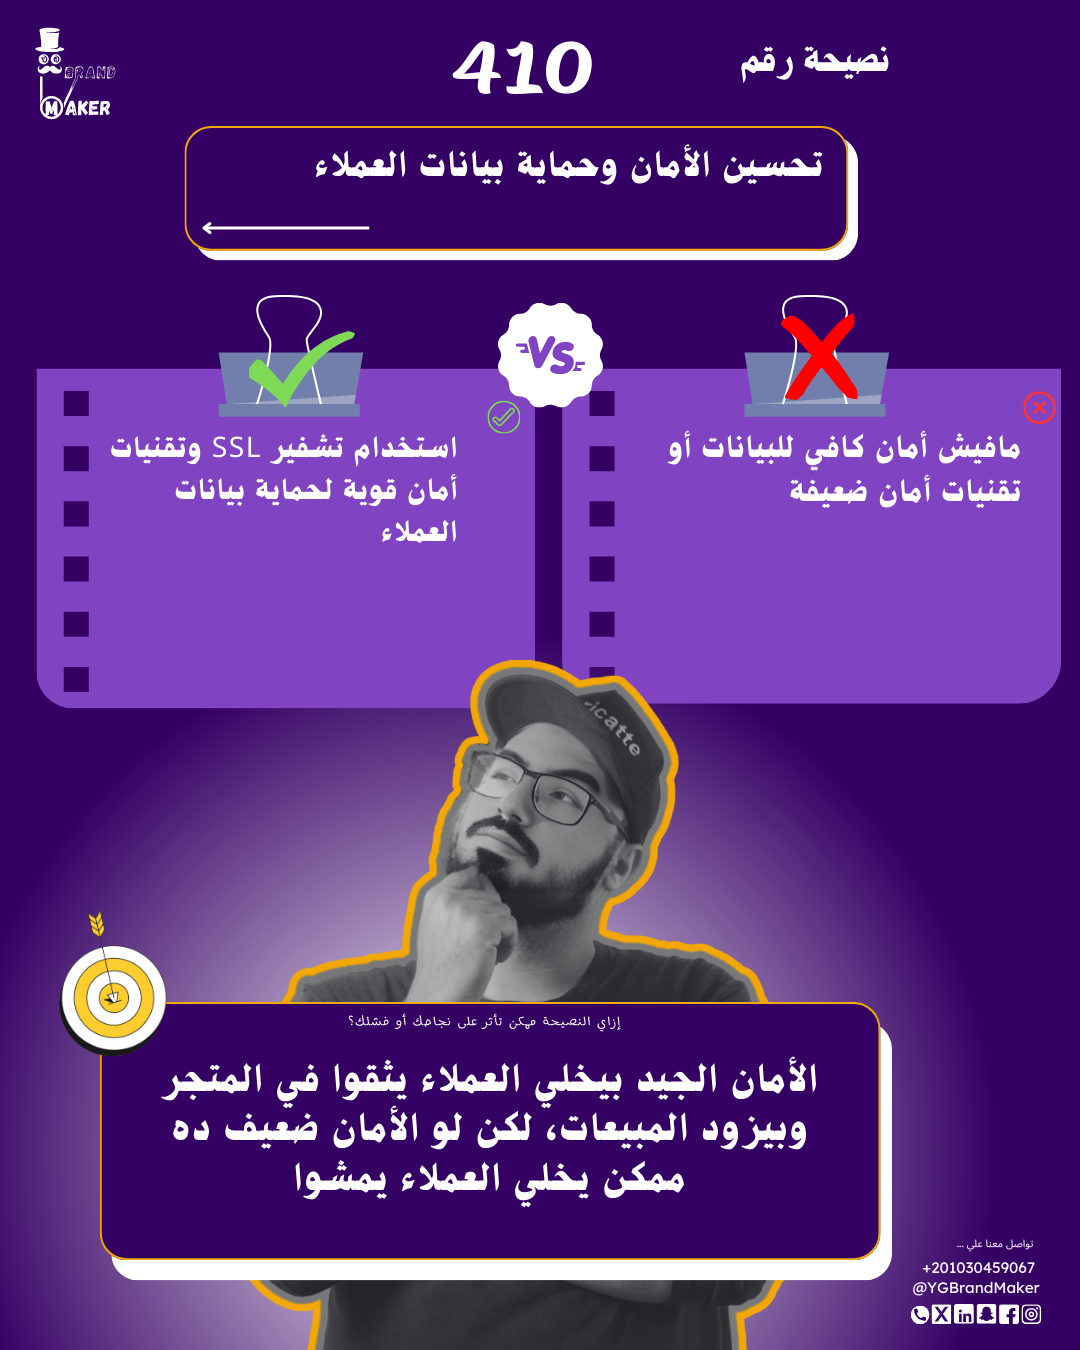 BRAND
MAKER
نصيحة رقم 410
تحسين الأمان وحماية بيانات العملاء
VS
مافيش أمان كافي للبيانات أو
تقنيات أمان ضعيفة
استخدام تشفير SSL وتقنيات
أمان قوية لحماية بيانات
العملاء
icatte
إزاي النصيحة ممكن تأثر على نجاحك أو فشلك؟
الأمان الجيد بيخلي العملاء يثقوا في المتجر
وبيزود المبيعات، لكن لو الأمان ضعيف ده
ممكن يخلي العملاء يمشوا
تواصل معنا علي ...
+201030459067
@YGBrandMaker